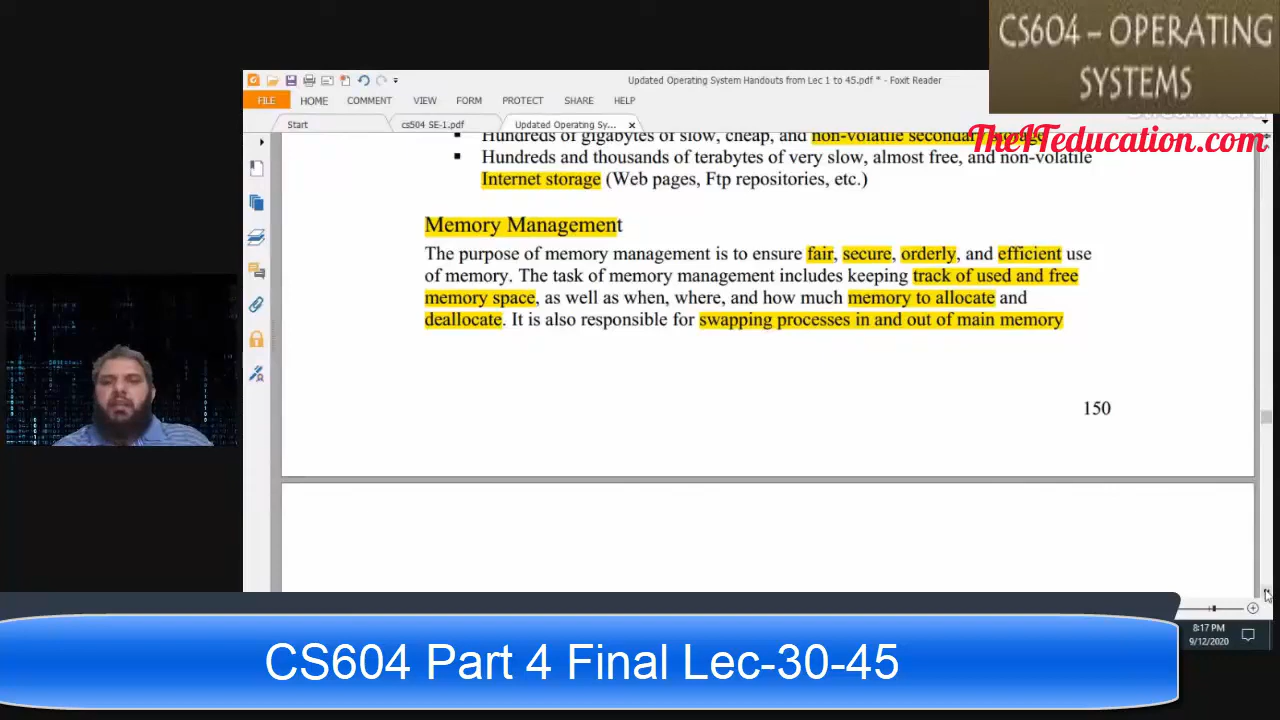 CS604 – OPERATING
SYSTEMS
TheITeducation.com
Updated Operating System Handouts from Lec 1 to 45.pdf * - Foxit Reader
FILE HOME COMMENT VIEW FORM PROTECT SHARE HELP
Start cs504 SE-1.pdf Updated Operating Sy... x
Hundreds of gigabytes of slow, cheap, and non-volatile secondary storage
▪ Hundreds and thousands of terabytes of very slow, almost free, and non-volatile
Internet storage (Web pages, Ftp repositories, etc.)
Memory Management
The purpose of memory management is to ensure fair, secure, orderly, and efficient use
of memory. The task of memory management includes keeping track of used and free
memory space, as well as when, where, and how much memory to allocate and
deallocate. It is also responsible for swapping processes in and out of main memory
150
8:17 PM
9/12/2020
CS604 Part 4 Final Lec-30-45